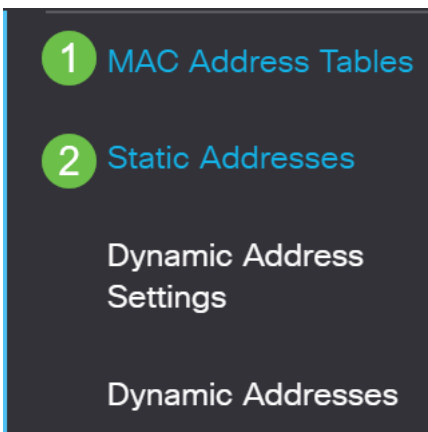 1 MAC Address Tables
2 Static Addresses
Dynamic Address
Settings
Dynamic Addresses